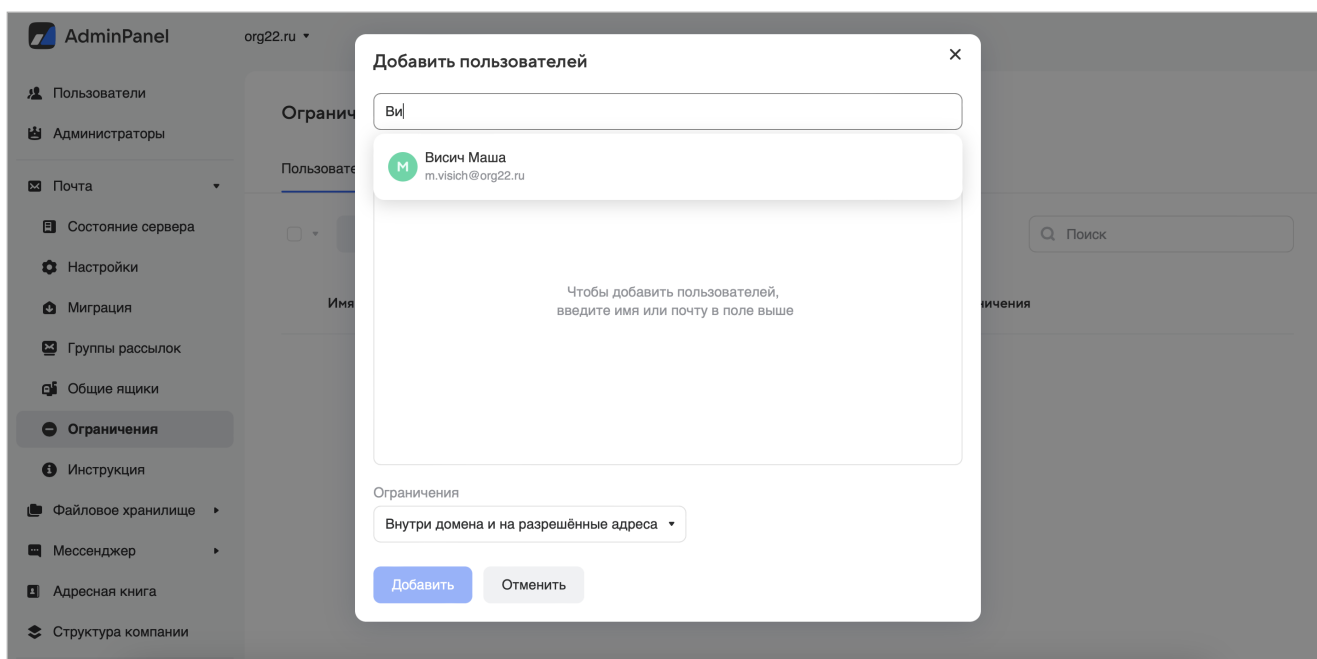 AdminPanel
org22.ru
Пользователи
Администраторы
Почта
Состояние сервера
Настройки
Миграция
Группы рассылок
Общие ящики
Ограничения
Инструкция
Файловое хранилище
Мессенджер
Адресная книга
Структура компании
Огранич
Пользовате
Имя
Поиск
ничения
Добавить пользователей
Ви
М
Висич Маша
m.visich@org22.ru
Чтобы добавить пользователей,
введите имя или почту в поле выше
Ограничения
Внутри домена и на разрешённые адреса
Добавить
Отменить